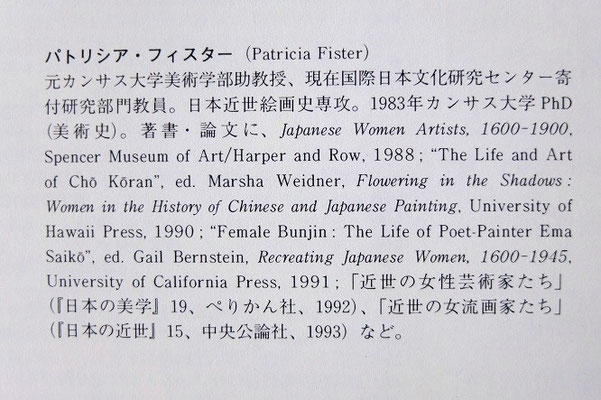 パトリシア・フィスター (Patricia Fister)
元カンサス大学美術学部助教授、現在国際日本文化研究センター寄
付研究部門教員。日本近世絵画史専攻。1983年カンサス大学 PhD
(美術史)。著書・論文に、Japanese Women Artists, 1600-1900,
Spencer Museum of Art/Harper and Row, 1988; “The Life and Art
of Chō Kōran”, ed. Marsha Weidner, Flowering in the Shadows:
Women in the History of Chinese and Japanese Painting, University of
Hawaii Press, 1990; “Female Bunjin: The Life of Poet-Painter Ema
Saikō”, ed. Gail Bernstein, Recreating Japanese Women, 1600-1945,
University of California Press, 1991;「近世の女性芸術家たち」
(『日本の美学』19、ぺりかん社、1992)、「近世の女流画家たち」
(『日本の近世』15、中央公論社、1993) など。